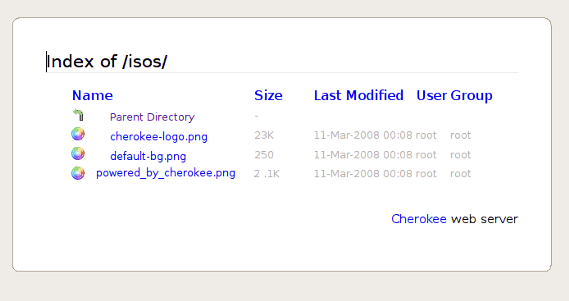 Index of /isos/
Name Size Last Modified User Group
Parent Directory -
cherokee-logo.png 23K 11-Mar-2008 00:08 root root
default-bg.png 250 11-Mar-2008 00:08 root root
powered_by_cherokee.png 2 .1K 11-Mar-2008 00:08 root root
Cherokee web server